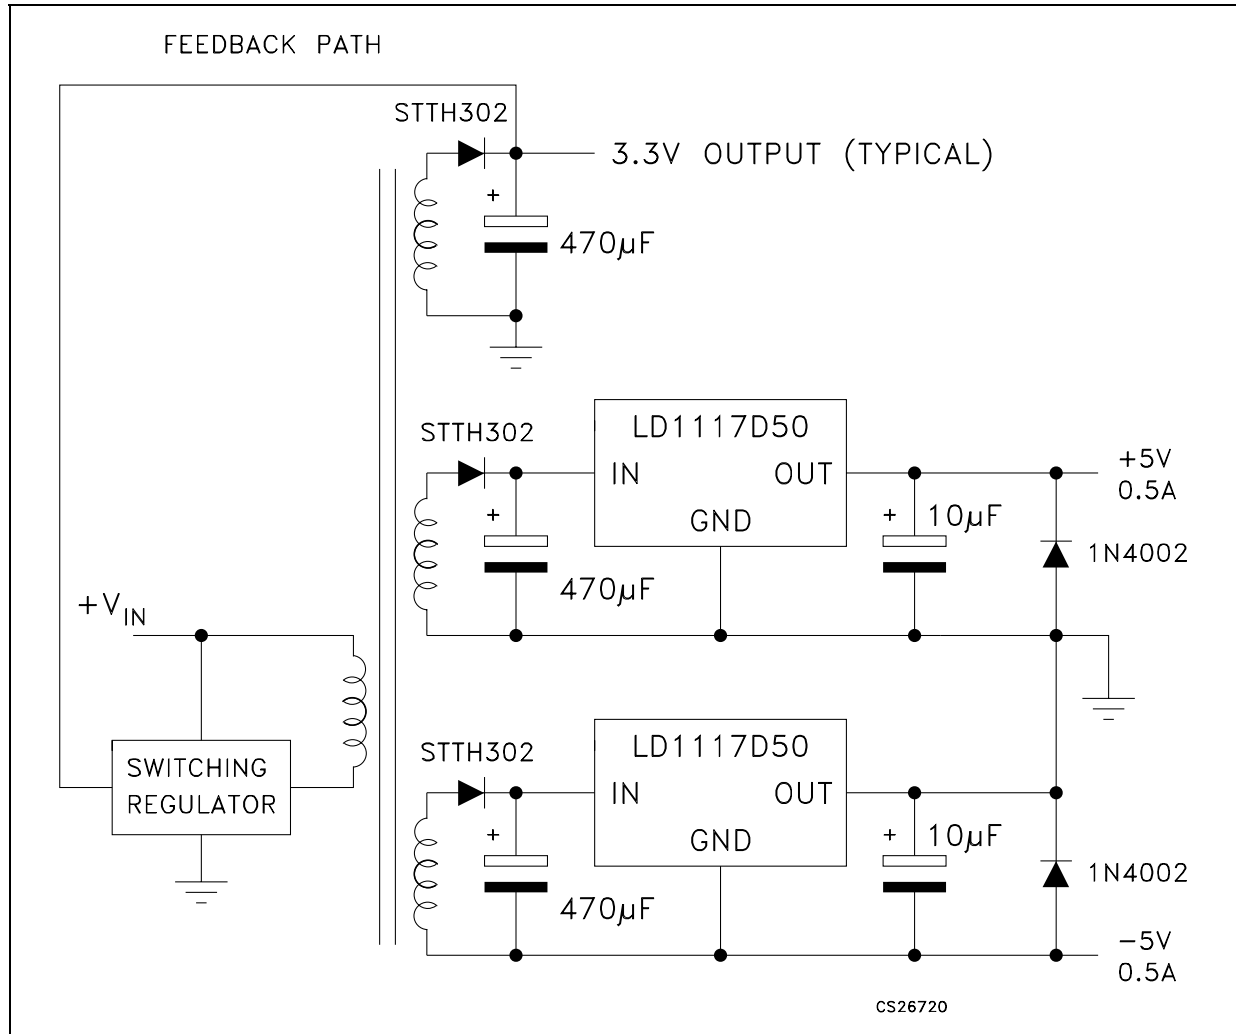 FEEDBACK PATH
STTH302
3.3V OUTPUT (TYPICAL)
+
470µF
STTH302
LD1117D50
IN
OUT
GND
+
470µF
+
10µF
+5V
0.5A
1N4002
+VIN
SWITCHING
REGULATOR
STTH302
LD1117D50
IN
OUT
GND
+
470µF
+
10µF
1N4002
−5V
0.5A
CS26720